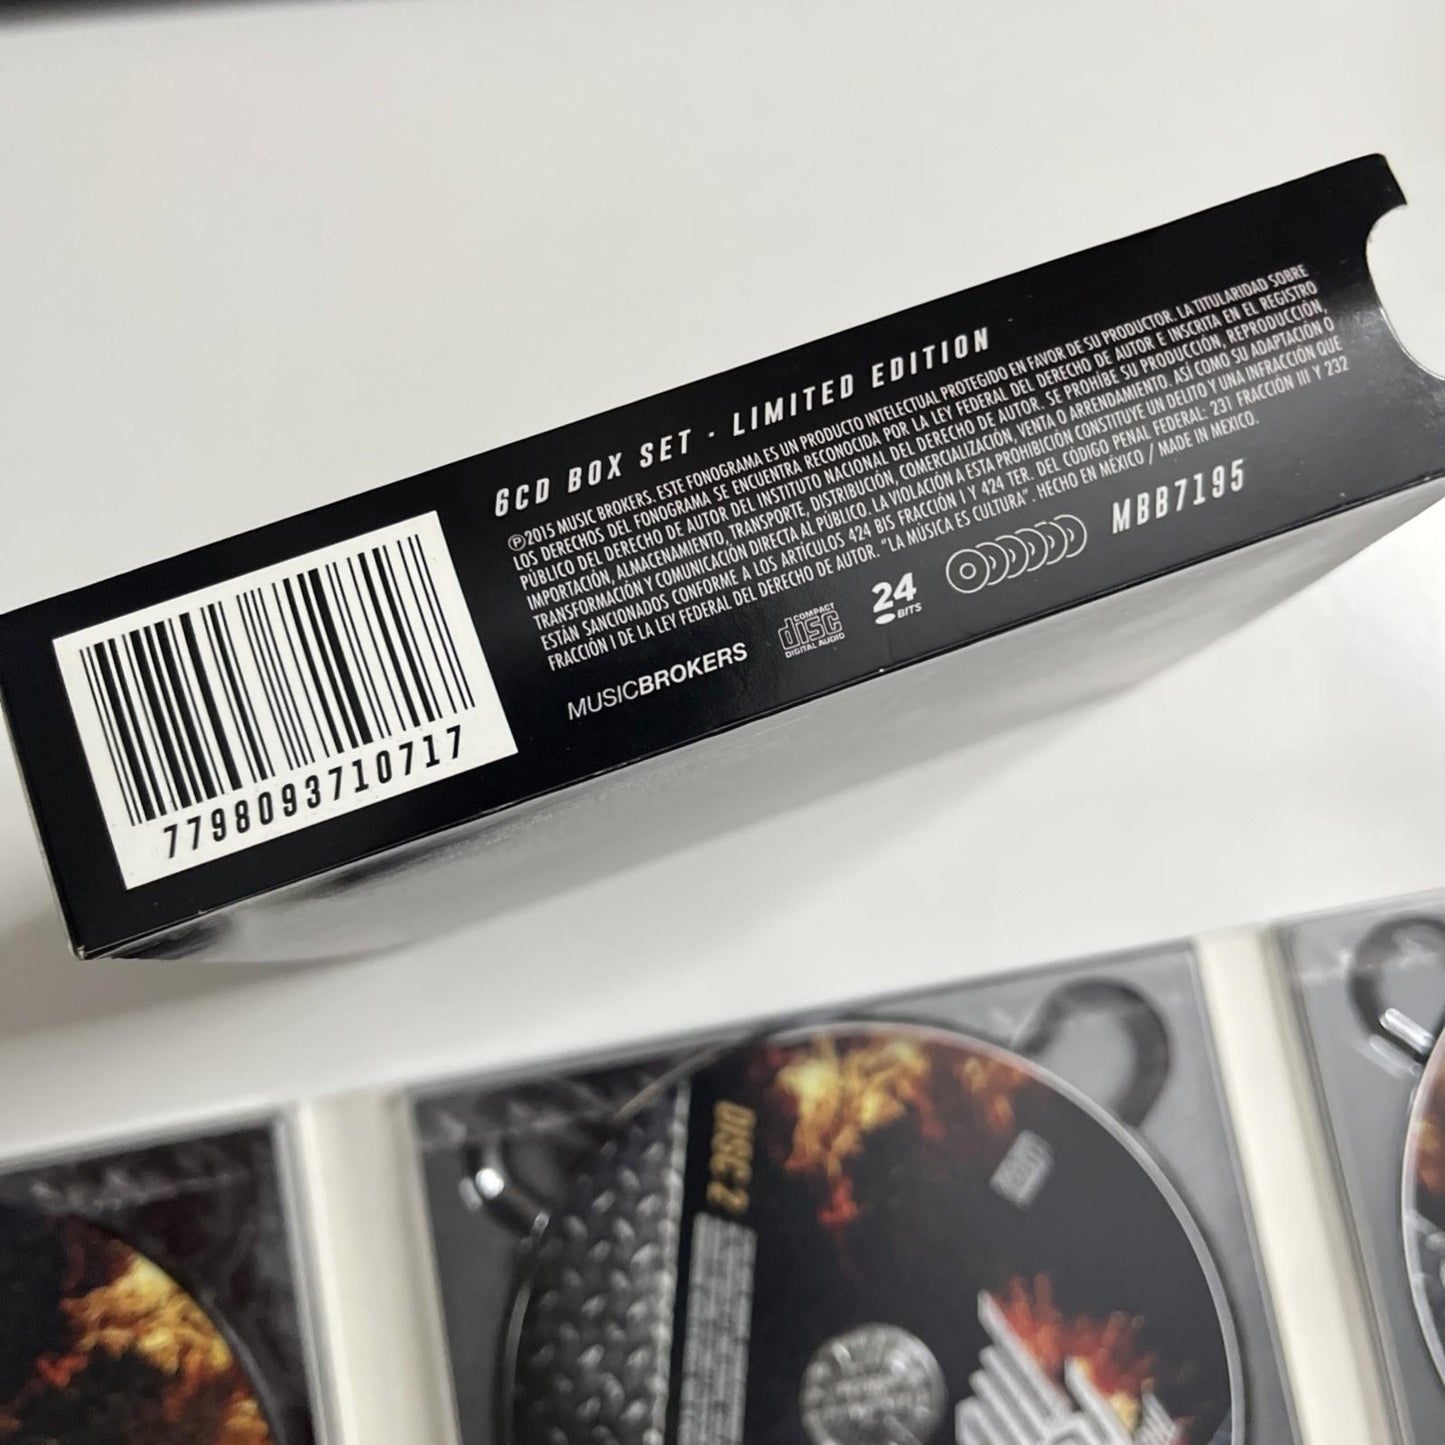 6CD BOX SET · LIMITED EDITION
Ⓟ2015 MUSIC BROKERS. ESTE FONOGRAMA ES UN PRODUCTO INTELECTUAL PROTEGIDO EN FAVOR DE SU PRODUCTOR. LA TITULARIDAD SOBRE
LOS DERECHOS DEL FONOGRAMA SE ENCUENTRA RECONOCIDA POR LA LEY FEDERAL DEL DERECHO DE AUTOR E INSCRITA EN EL REGISTRO
PÚBLICO DEL DERECHO DE AUTOR DEL INSTITUTO NACIONAL DEL DERECHO DE AUTOR. SE PROHÍBE SU PRODUCCIÓN, REPRODUCCIÓN,
IMPORTACIÓN, ALMACENAMIENTO, TRANSPORTE, DISTRIBUCIÓN, COMERCIALIZACIÓN, VENTA O ARRENDAMIENTO. ASÍ COMO SU ADAPTACIÓN O
TRANSFORMACIÓN Y COMUNICACIÓN DIRECTA AL PÚBLICO. LA VIOLACIÓN A ESTA PROHIBICIÓN CONSTITUYE UN DELITO Y UNA INFRACCIÓN QUE
ESTÁN SANCIONADOS CONFORME A LOS ARTÍCULOS 424 BIS FRACCIÓN I Y 424 TER. DEL CÓDIGO PENAL FEDERAL: 231 FRACCIÓN III Y 232
FRACCIÓN I DE LA LEY FEDERAL DEL DERECHO DE AUTOR. "LA MÚSICA ES CULTURA". HECHO EN MÉXICO / MADE IN MEXICO.
MUSICBROKERS
COMPACT
disc
DIGITAL AUDIO
24
BITS
MBB7195
7798093710717
DISC 2